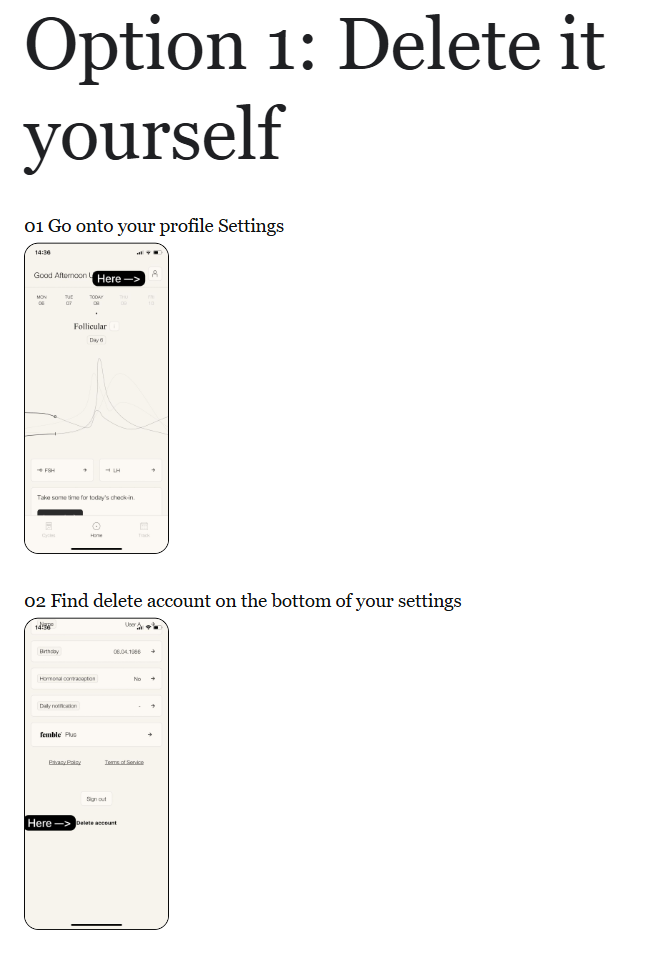 Option 1: Delete it
yourself
01 Go onto your profile Settings
14:36
Good Afternoon U
Here —>
MON
TUE
TODAY
THU
FRI
06
07
08
Follicular
Day 6
FSH
LH
Take some time for today's check-in.
Cycles
Home
02 Find delete account on the bottom of your settings
Name
User A
14:36
Birthday
06.04.1986
Hormonal contraception
No
Daily notification
-
femble Plus
Privacy Policy
Terms of Service
Sign out
Here —>
Delete account